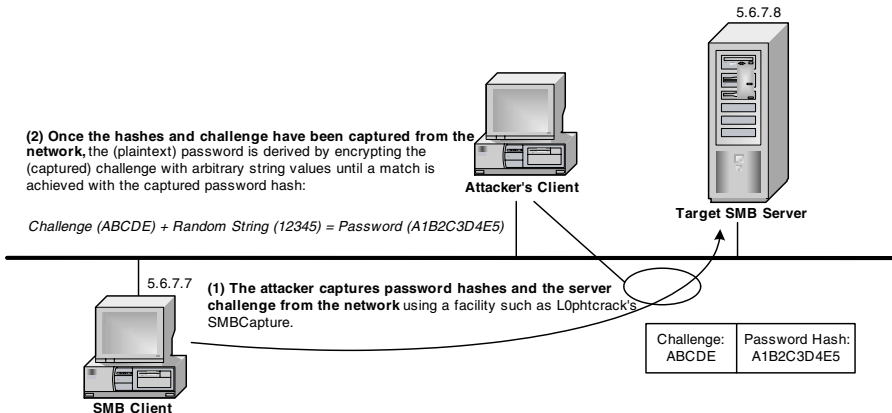 5.6.7.8
(2) Once the hashes and challenge have been captured from the
network, the (plaintext) password is derived by encrypting the
(captured) challenge with arbitrary string values until a match is
achieved with the captured password hash:
Attacker's Client
Target SMB Server
Challenge (ABCDE) + Random String (12345) = Password (A1B2C3D4E5)
5.6.7.7
(1) The attacker captures password hashes and the server
challenge from the network using a facility such as L0phtcrack's
SMBCapture.
Challenge:
ABCDE
Password Hash:
A1B2C3D4E5
SMB Client